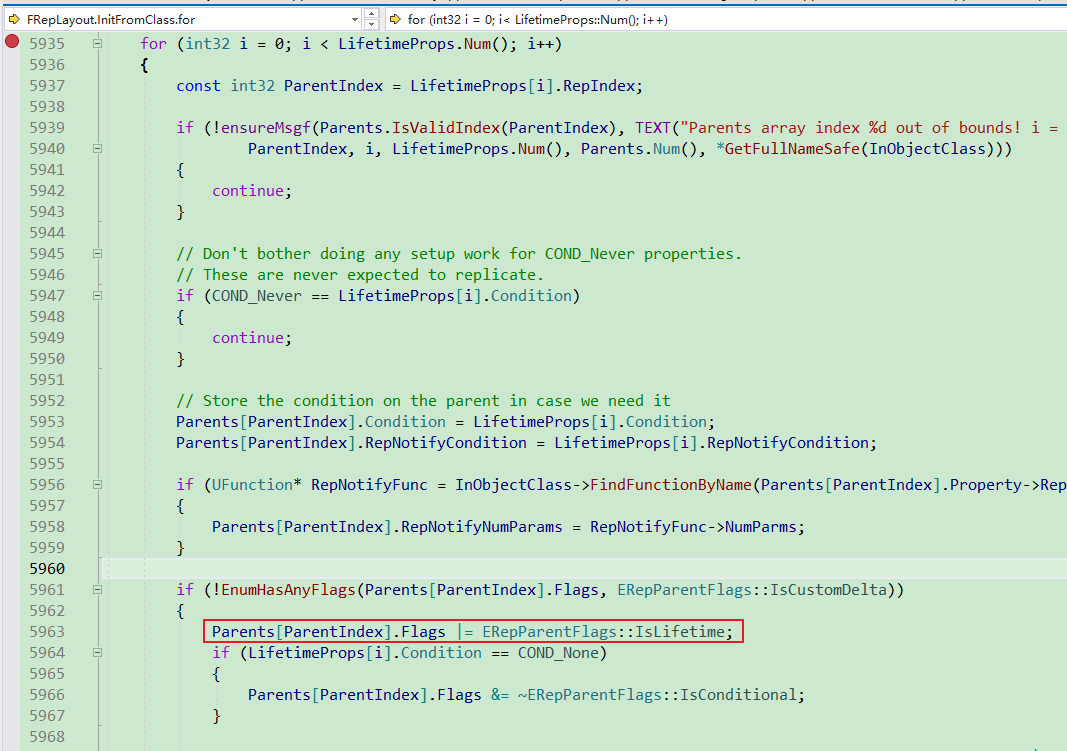 FRepLayout.InitFromClass.for for (int32 i = 0; i< LifetimeProps::Num(); i++)
5935 for (int32 i = 0; i < LifetimeProps.Num(); i++)
5936 {
5937 const int32 ParentIndex = LifetimeProps[i].RepIndex;
5938
5939 if (!ensureMsgf(Parents.IsValidIndex(ParentIndex), TEXT("Parents array index %d out of bounds! i =
5940 ParentIndex, i, LifetimeProps.Num(), Parents.Num(), *GetFullNameSafe(InObjectClass)))
5941 {
5942 continue;
5943 }
5944
5945 // Don't bother doing any setup work for COND_Never properties.
5946 // These are never expected to replicate.
5947 if (COND_Never == LifetimeProps[i].Condition)
5948 {
5949 continue;
5950 }
5951
5952 // Store the condition on the parent in case we need it
5953 Parents[ParentIndex].Condition = LifetimeProps[i].Condition;
5954 Parents[ParentIndex].RepNotifyCondition = LifetimeProps[i].RepNotifyCondition;
5955
5956 if (UFunction* RepNotifyFunc = InObjectClass->FindFunctionByName(Parents[ParentIndex].Property->Rep
5957 {
5958 Parents[ParentIndex].RepNotifyNumParams = RepNotifyFunc->NumParms;
5959 }
5960
5961 if (!EnumHasAnyFlags(Parents[ParentIndex].Flags, ERepParentFlags::IsCustomDelta))
5962 {
5963 Parents[ParentIndex].Flags |= ERepParentFlags::IsLifetime;
5964 if (LifetimeProps[i].Condition == COND_None)
5965 {
5966 Parents[ParentIndex].Flags &= ~ERepParentFlags::IsConditional;
5967 }
5968